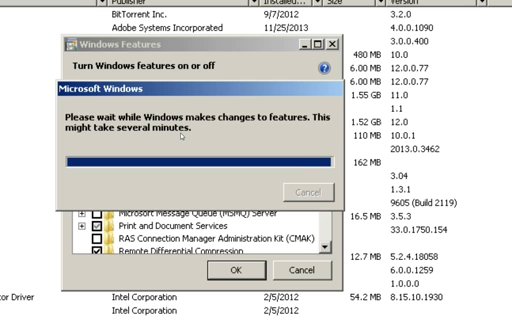 Publisher Installed... Size Version
BitTorrent Inc. 9/7/2012 3.2.0
Adobe Systems Incorporated 11/25/2013 4.0.0.1090
3.0.0.400
Windows Features
480 MB 10.0
Turn Windows features on or off
6.00 MB 12.0.0.77
6.00 MB 12.0.0.77
Microsoft Windows
1.55 GB 11.0
1.1
Please wait while Windows makes changes to features. This
might take several minutes.
1.52 GB 12.0
110 MB 10.0.1
2013.0.3462
162 MB
3.04
1.3.1
Cancel
9605 (Build 2119)
Microsoft Message Queue (MSMQ) Server
16.5 MB 3.5.3
Print and Document Services
33.0.1750.154
RAS Connection Manager Administration Kit (CMAK)
Remote Differential Compression
12.7 MB 5.2.4.18058
OK Cancel
6.0.0.1259
1.0.0.0
tor Driver Intel Corporation 2/5/2012 54.2 MB 8.15.10.1930
Intel Corporation 2/5/2012